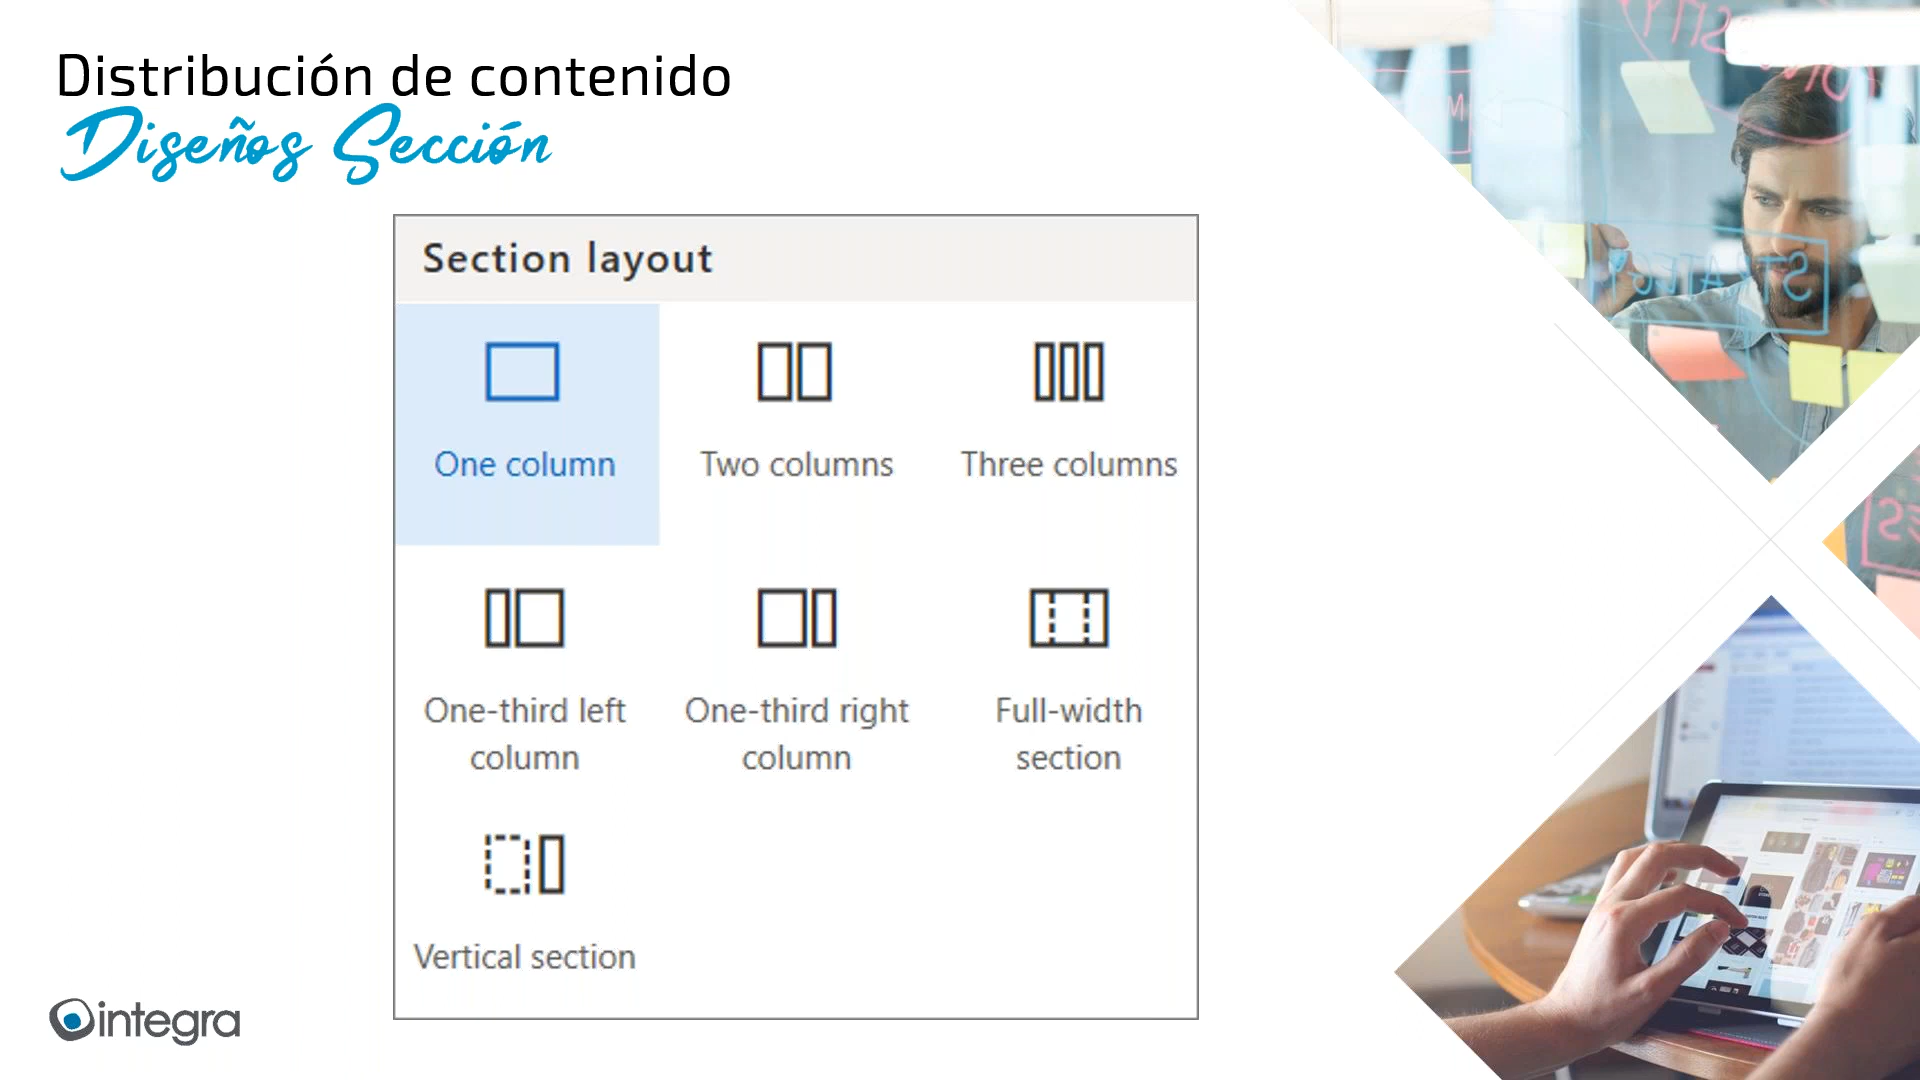 Distribución de contenido
Diseños Sección
Section layout
One column
Two columns
Three columns
One-third left
column
One-third right
column
Full-width
section
Vertical section
integra
STRATEGY